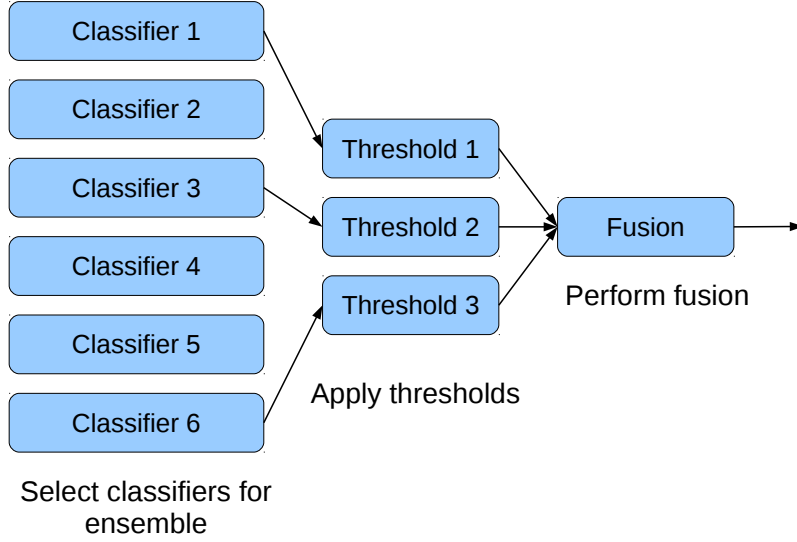 Classifier 1
Classifier 2
Classifier 3
Classifier 4
Classifier 5
Classifier 6
Select classifiers for
ensemble
Threshold 1
Threshold 2
Threshold 3
Apply thresholds
Fusion
Perform fusion